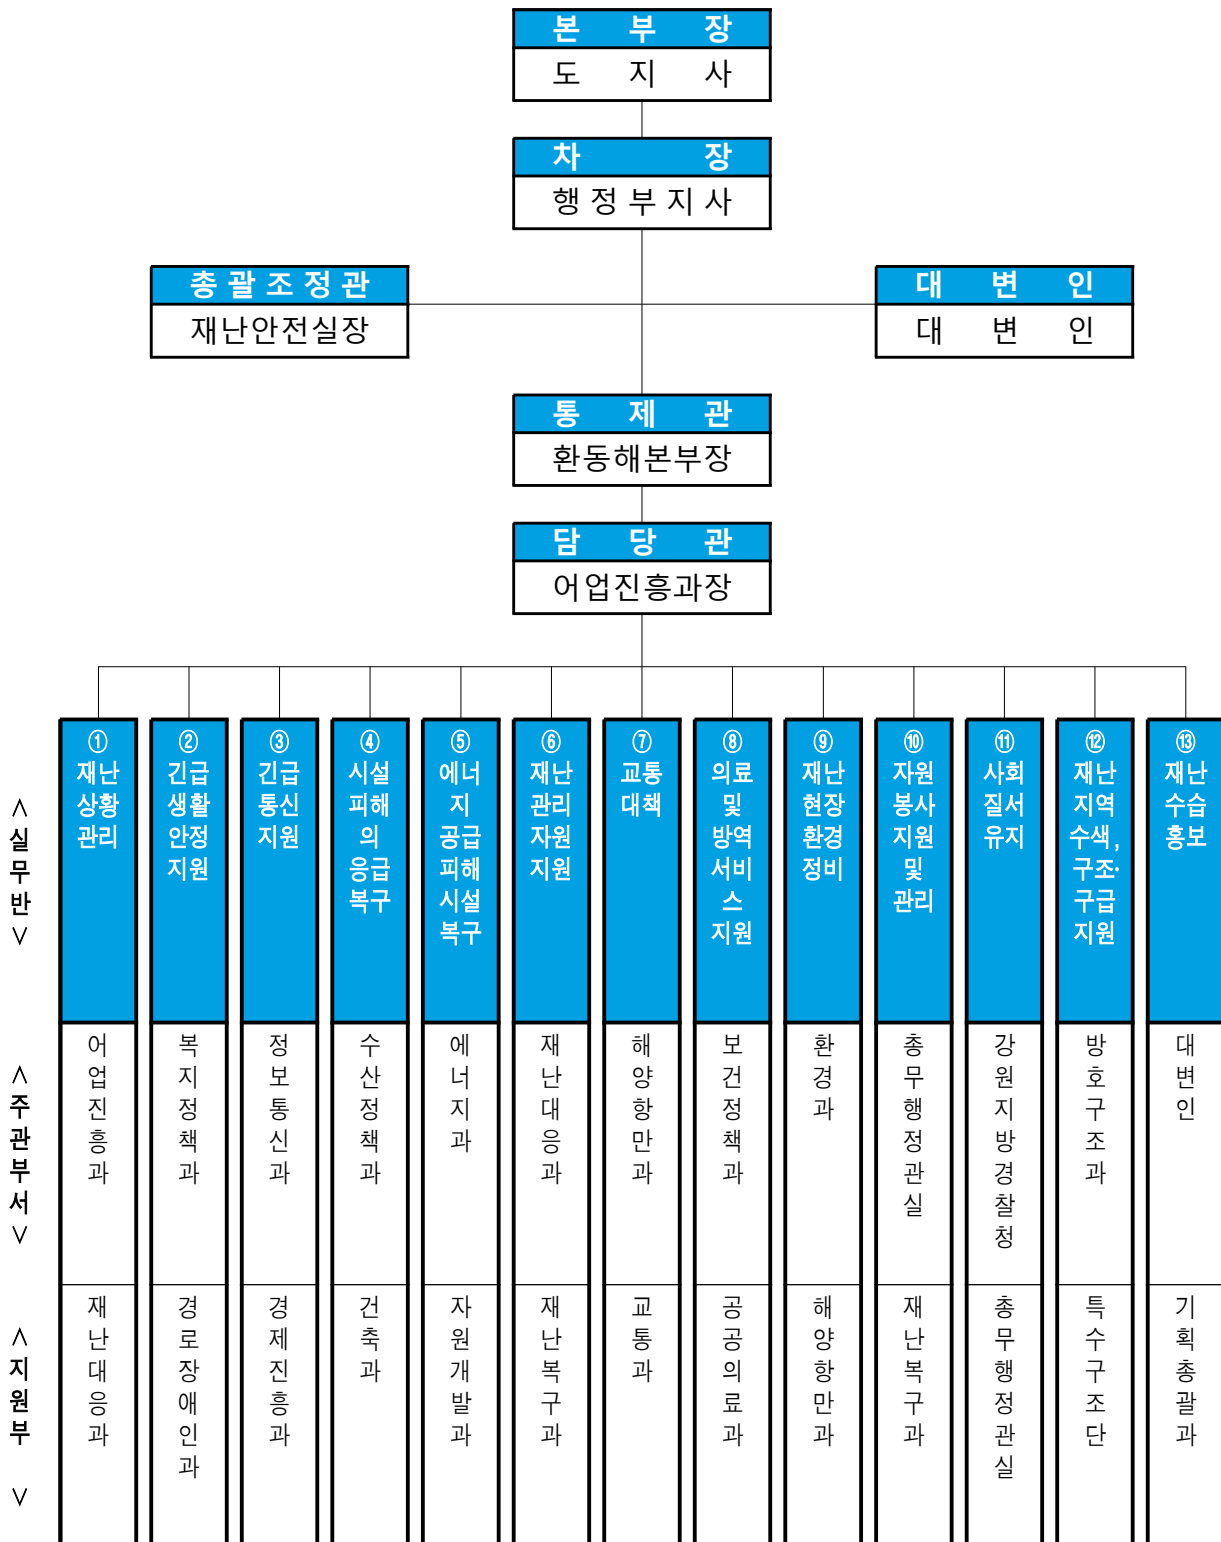 본 부 장
도 지 사
차 장
행정부지사
총괄조정관
재난안전실장
대 변 인
대 변 인
통 제 관
환동해본부장
담 당 관
어업진흥과장
<실무반>
①
재난
상황
관리
②
긴급
생활
안정
지원
③
긴급
통신
지원
④
시설
피해
의
응급
복구
⑤
에너
지
공급
피해
시설
복구
⑥
재난
관리
자원
지원
⑦
교통
대책
⑧
의료
및
방역
서비
스
지원
⑨
재난
현장
환경
정비
⑩
자원
봉사
지원
및
관리
⑪
사회
질서
유지
⑫
재난
지역
수색,
구조·
구급
지원
⑬
재난
수습
홍보
<주관부서>
어업진흥과
복지정책과
정보통신과
수산정책과
에너지과
재난대응과
해양항만과
보건정책과
환경과
총무행정관실
강원지방경찰청
방호구조과
대변인
<지원부 >
재난대응과
경로장애인과
경제진흥과
건축과
자원개발과
재난복구과
교통과
공공의료과
해양항만과
재난복구과
총무행정관실
특수구조단
기획총괄과